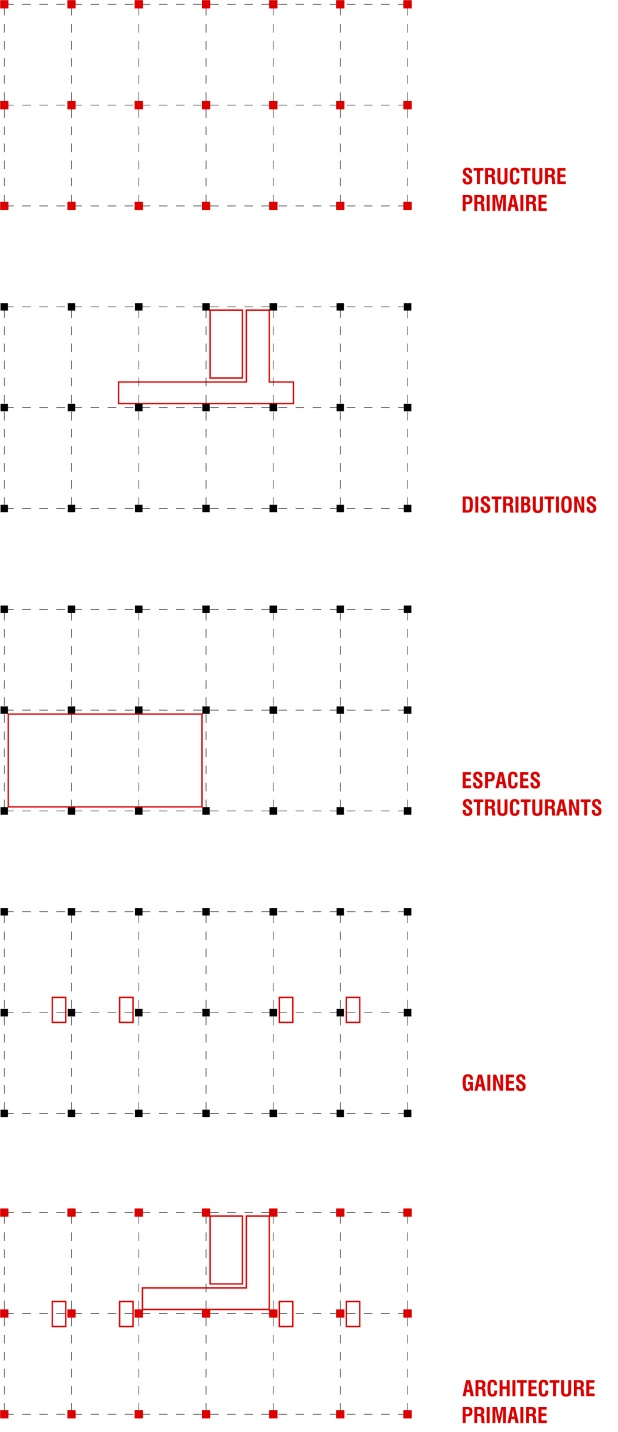 STRUCTURE
PRIMAIRE
DISTRIBUTIONS
ESPACES
STRUCTURANTS
GAINES
ARCHITECTURE
PRIMAIRE